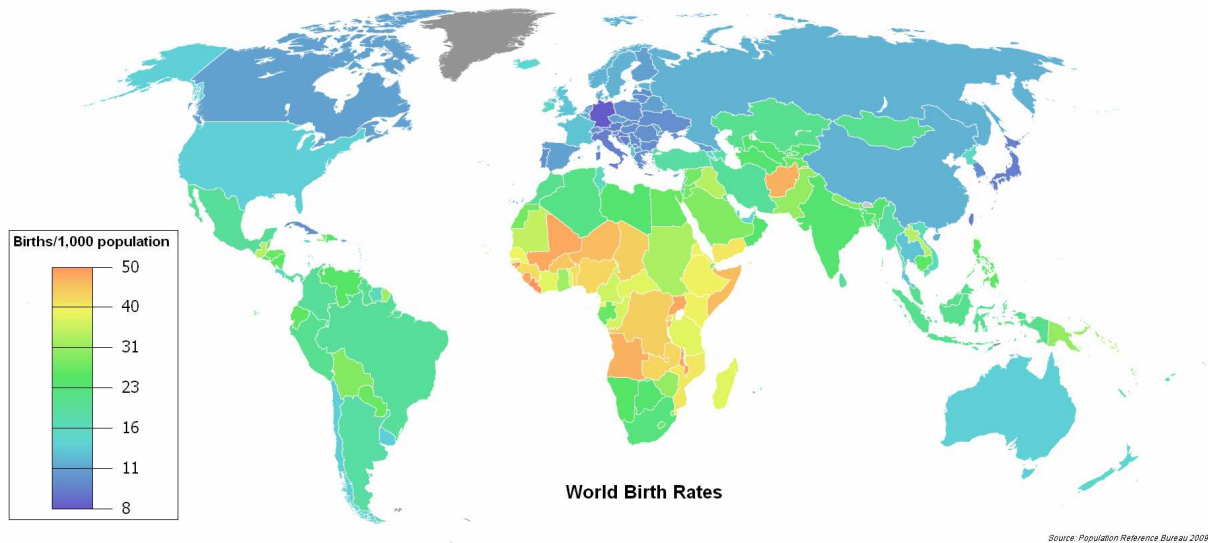 Births/1,000 population
50
40
31
23
16
11
8
World Birth Rates
Source: Population Reference Bureau 2009